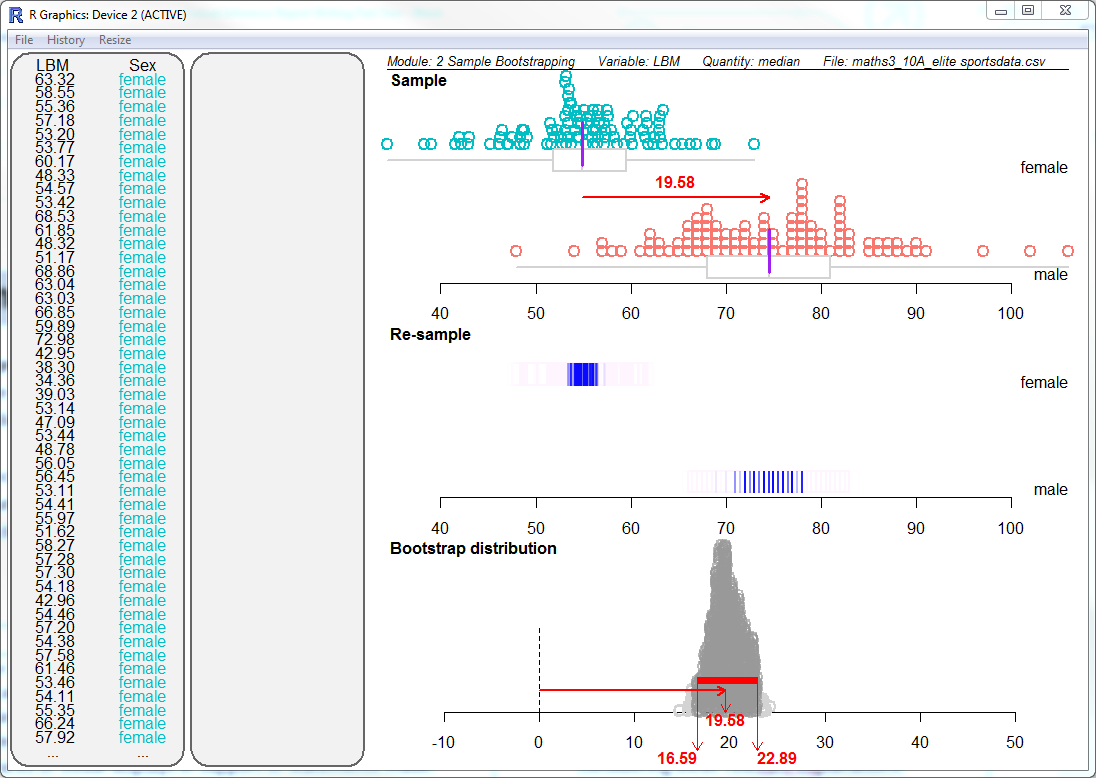 R Graphics: Device 2 (ACTIVE)
File History Resize
LBM Sex
63.32 female
58.55 female
55.36 female
57.18 female
53.20 female
53.77 female
60.17 female
48.33 female
54.57 female
53.42 female
68.53 female
61.85 female
48.32 female
51.17 female
68.86 female
63.04 female
63.03 female
66.85 female
59.89 female
72.98 female
42.95 female
38.30 female
34.36 female
39.03 female
53.14 female
47.09 female
53.44 female
48.78 female
56.05 female
56.45 female
53.11 female
54.41 female
55.97 female
51.62 female
58.27 female
57.28 female
57.30 female
54.18 female
42.96 female
54.46 female
57.20 female
54.38 female
57.58 female
61.46 female
53.46 female
54.11 female
55.35 female
66.24 female
57.92 female
... ...
Module: 2 Sample Bootstrapping Variable: LBM Quantity: median File: maths3_10A_elite sportsdata.csv
Sample
female
19.58
male
40 50 60 70 80 90 100
Re-sample
female
male
40 50 60 70 80 90 100
Bootstrap distribution
19.58
-10 0 10 20 30 40 50
16.59 22.89